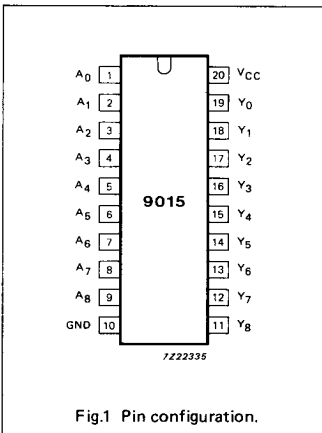 A0 1 20 VCC
A1 2 19 Y0
A2 3 18 Y1
A3 4 17 Y2
A4 5 16 Y3
9015
A5 6 15 Y4
A6 7 14 Y5
A7 8 13 Y6
A8 9 12 Y7
GND 10 11 Y8
7Z22335
Fig.1 Pin configuration.